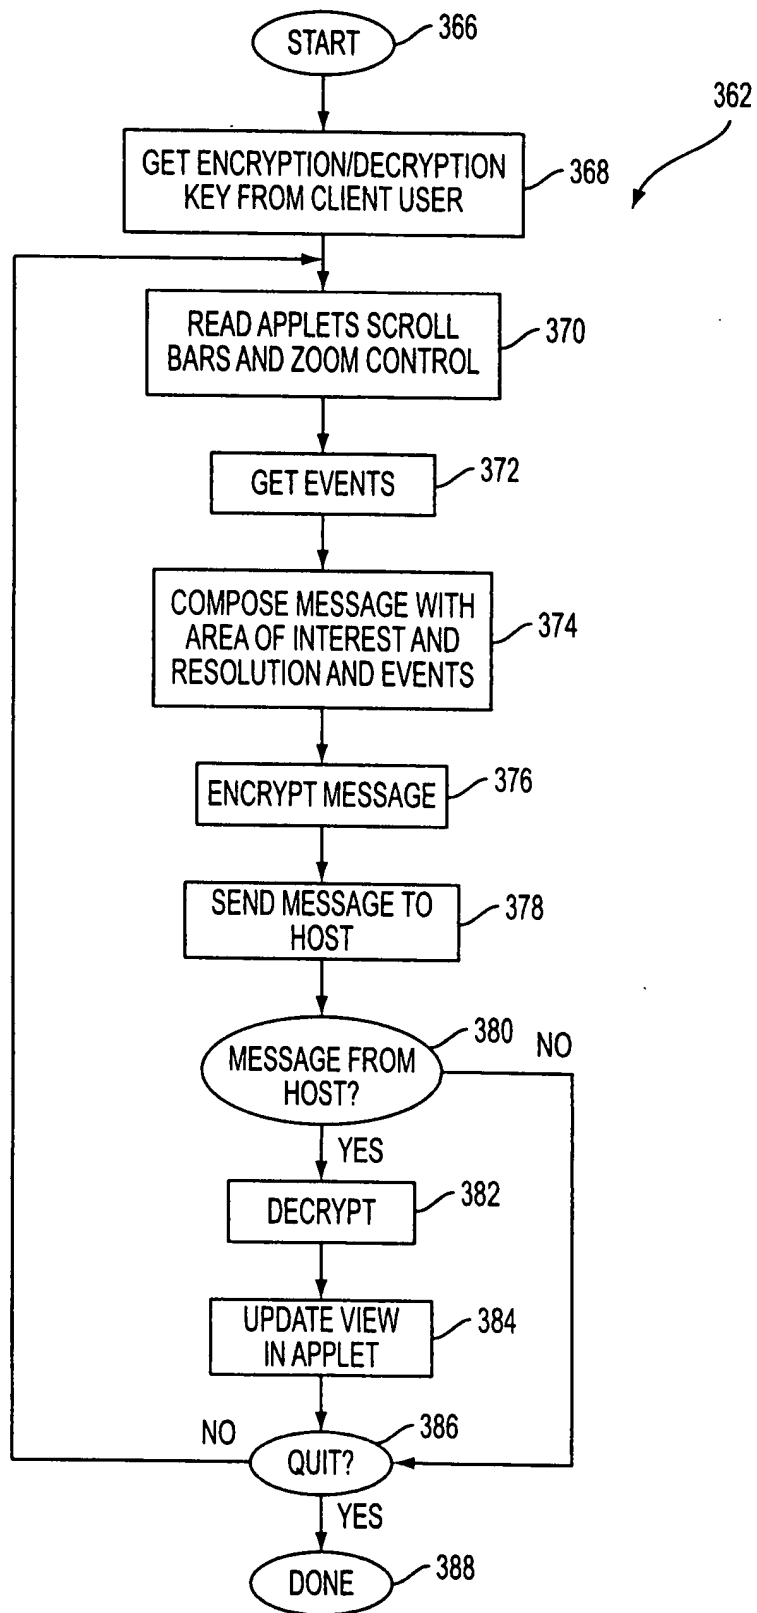 START
366
362
GET ENCRYPTION/DECRYPTION
KEY FROM CLIENT USER
368
READ APPLETS SCROLL
BARS AND ZOOM CONTROL
370
GET EVENTS
372
COMPOSE MESSAGE WITH
AREA OF INTEREST AND
RESOLUTION AND EVENTS
374
ENCRYPT MESSAGE
376
SEND MESSAGE TO
HOST
378
MESSAGE FROM
HOST?
380
NO
YES
DECRYPT
382
UPDATE VIEW
IN APPLET
384
NO
QUIT?
386
YES
DONE
388